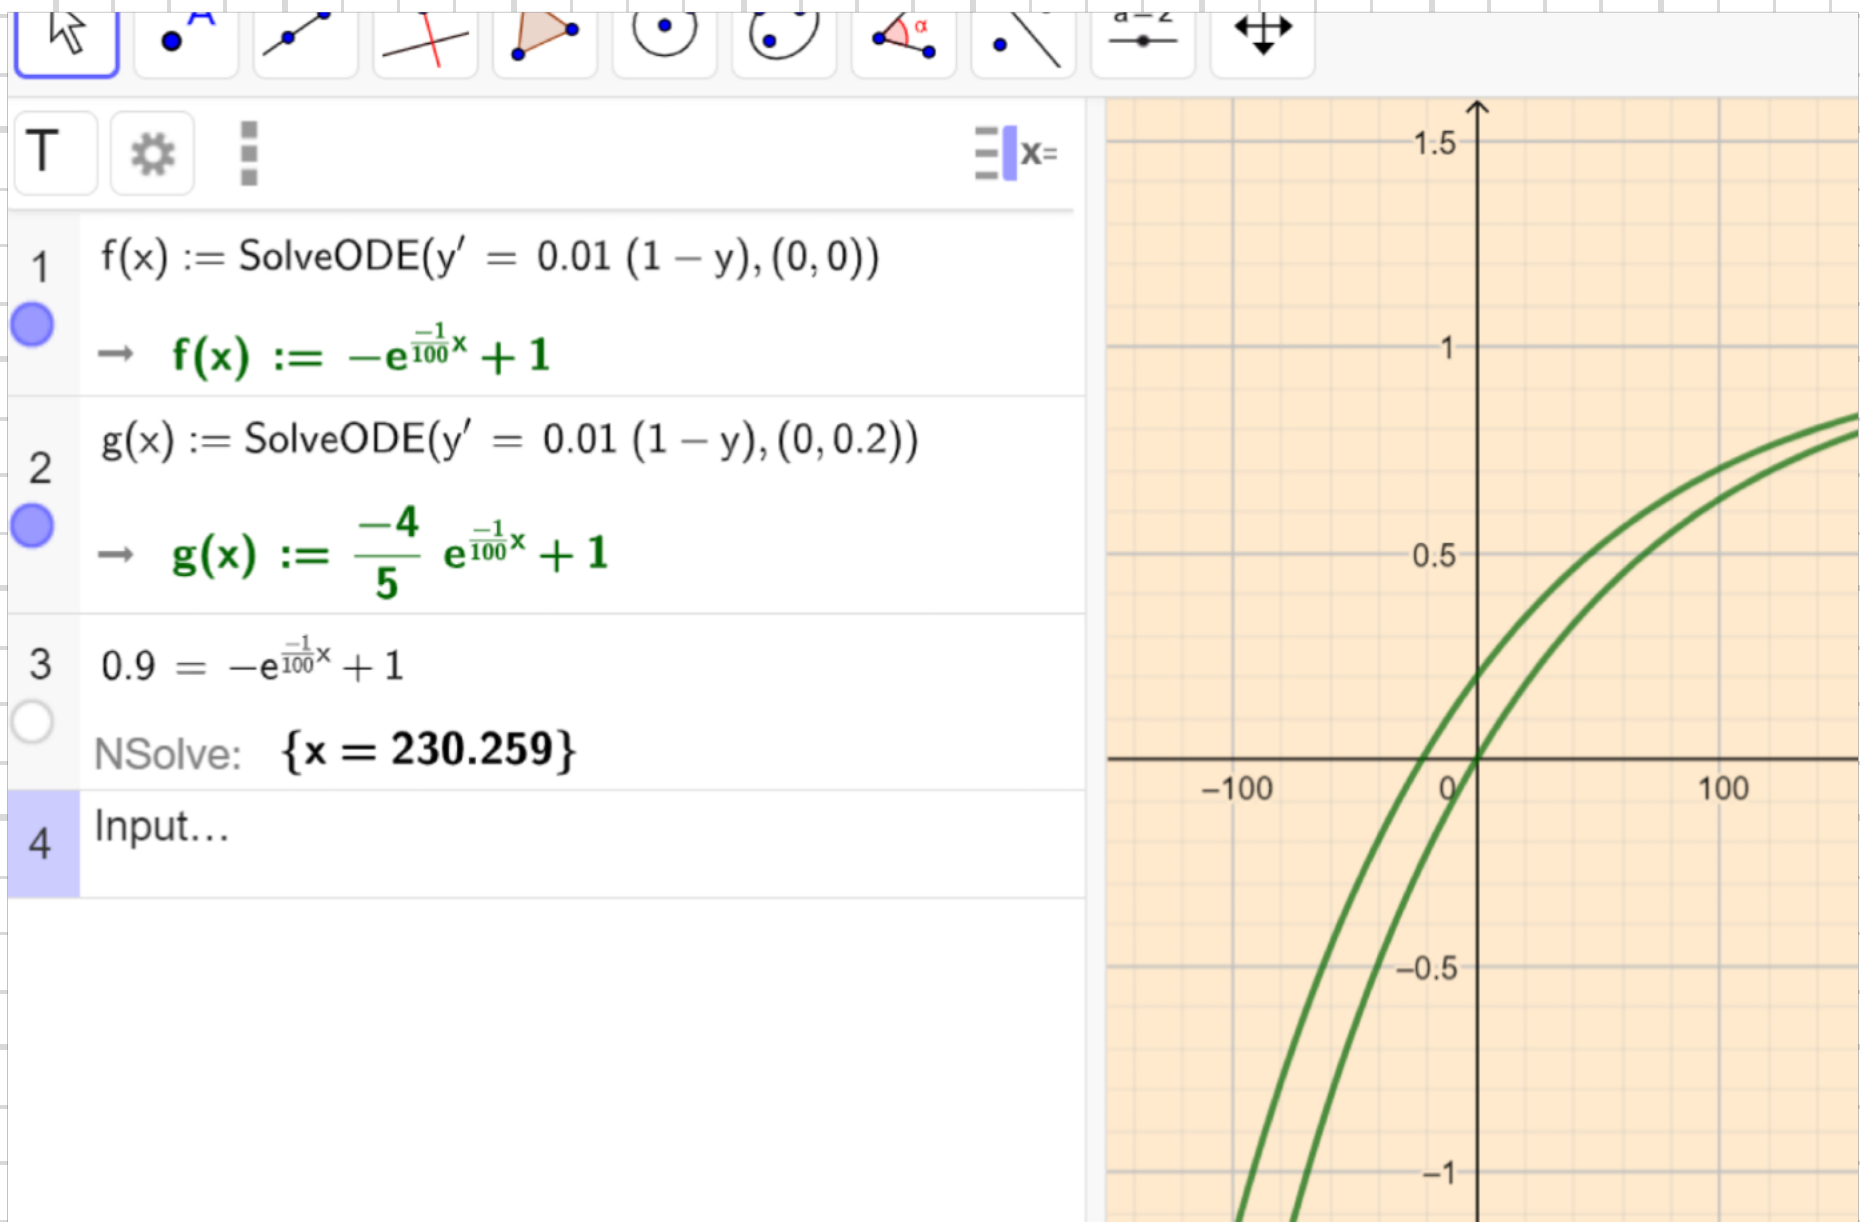 A
α
a=2
T
x=
1
f(x) := SolveODE(y′ = 0.01 (1 − y), (0, 0))
→ f(x) := −e^(−1/100 x) + 1
2
g(x) := SolveODE(y′ = 0.01 (1 − y), (0, 0.2))
→ g(x) := −4/5 e^(−1/100 x) + 1
3
0.9 = −e^(−1/100 x) + 1
NSolve: {x = 230.259}
4
Input…
1.5
1
0.5
−100 0 100
−0.5
−1